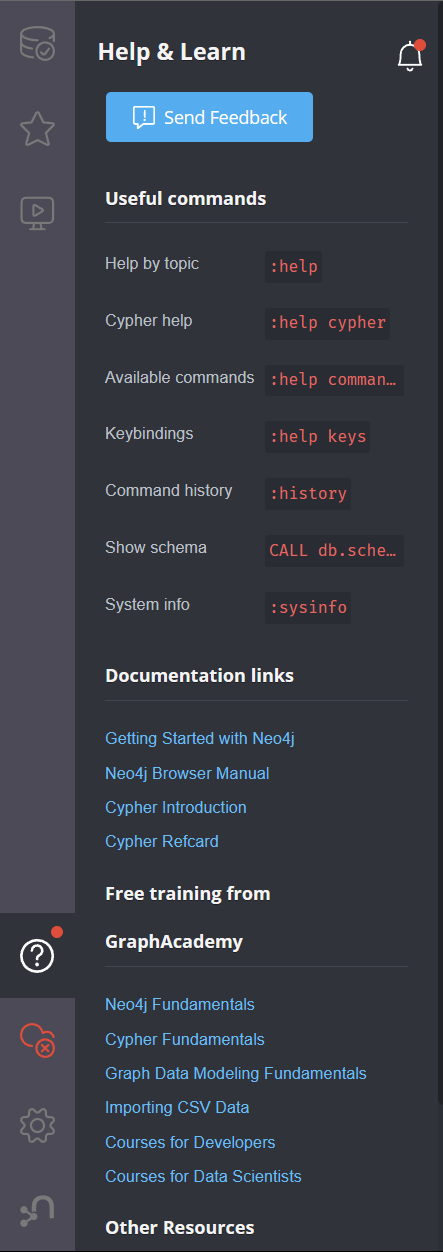 Help & Learn
Send Feedback
Useful commands
Help by topic :help
Cypher help :help cypher
Available commands :help comman…
Keybindings :help keys
Command history :history
Show schema CALL db.sche…
System info :sysinfo
Documentation links
Getting Started with Neo4j
Neo4j Browser Manual
Cypher Introduction
Cypher Refcard
Free training from
GraphAcademy
Neo4j Fundamentals
Cypher Fundamentals
Graph Data Modeling Fundamentals
Importing CSV Data
Courses for Developers
Courses for Data Scientists
Other Resources